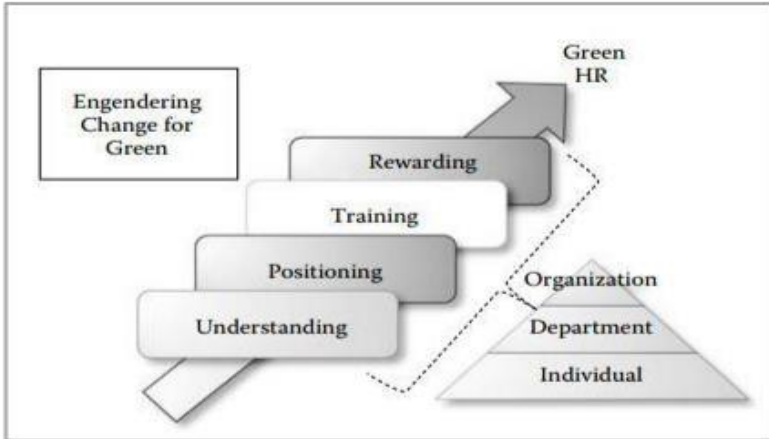 Green
HR
Engendering
Change for
Green
Rewarding
Training
Positioning
Understanding
Organization
Department
Individual